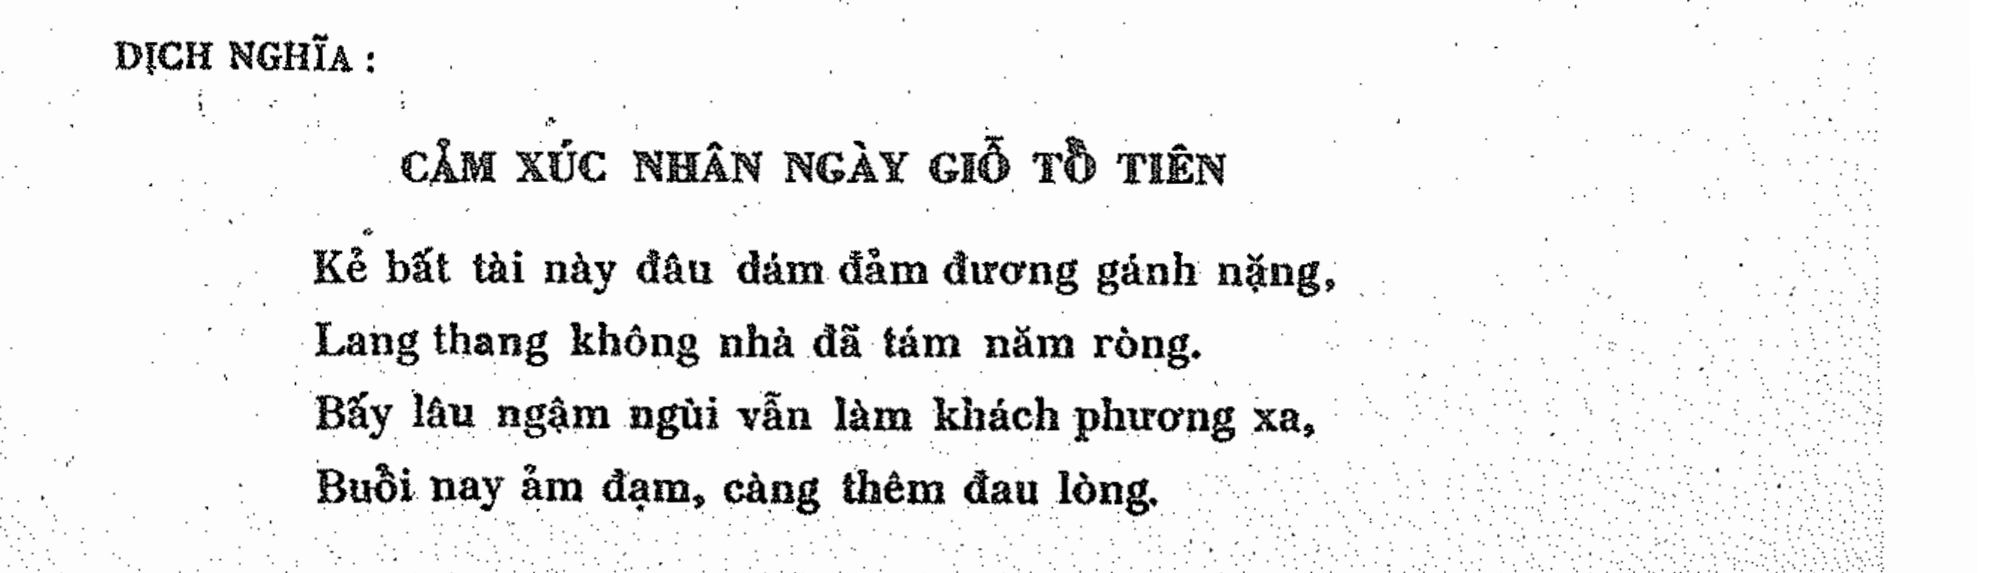 DỊCH NGHĨA :
CẢM XÚC NHÂN NGÀY GIỖ TỔ TIÊN
Kẻ bất tài này đâu dám đảm đương gánh nặng,
Lang thang không nhà đã tám năm ròng.
Bấy lâu ngậm ngùi vẫn làm khách phương xa,
Buổi nay ảm đạm, càng thêm đau lòng.